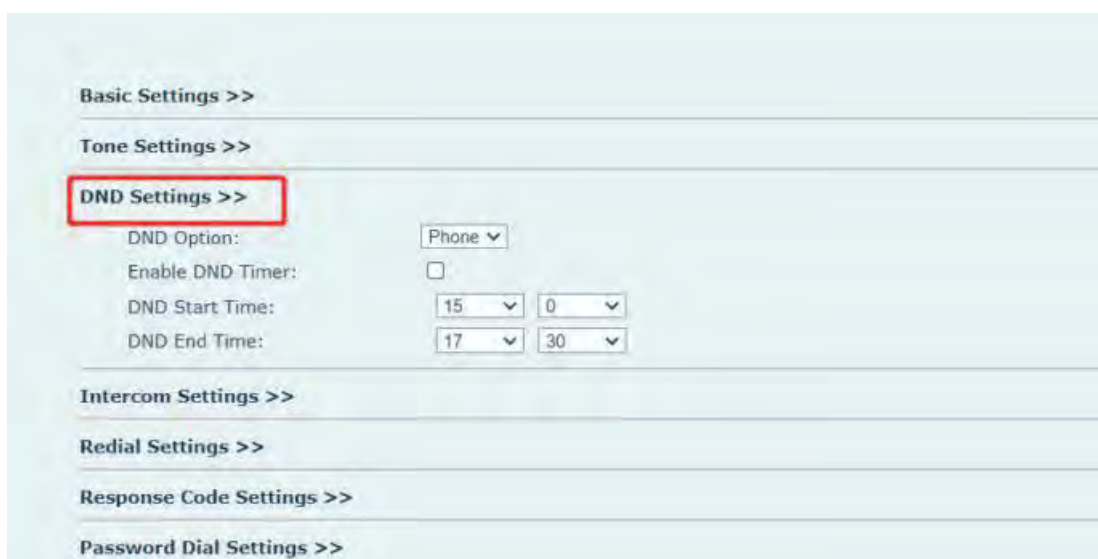 Basic Settings >>
Tone Settings >>
DND Settings >>
DND Option: Phone
Enable DND Timer:
DND Start Time: 15 0
DND End Time: 17 30
Intercom Settings >>
Redial Settings >>
Response Code Settings >>
Password Dial Settings >>